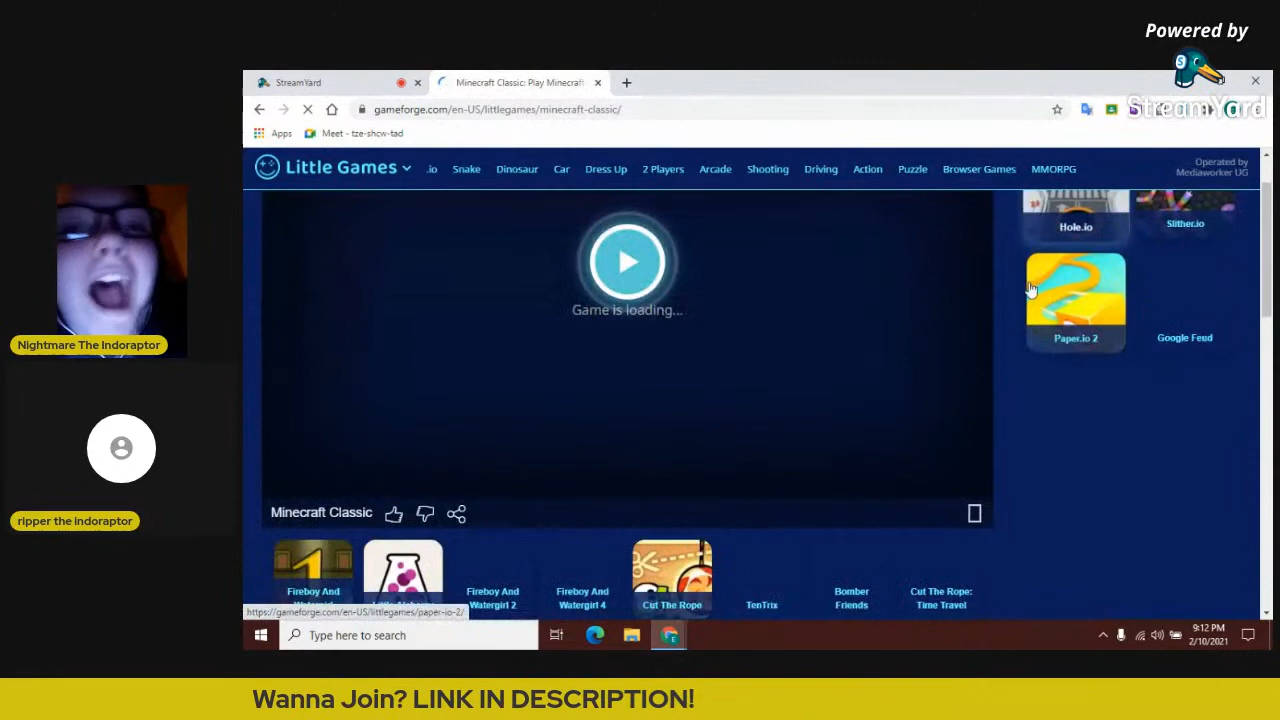 Powered by
StreamYard
StreamYard
Minecraft Classic: Play Minecraft
gameforge.com/en-US/littlegames/minecraft-classic/
Apps
Meet - tze-shcw-tad
Little Games
.io
Snake
Dinosaur
Car
Dress Up
2 Players
Arcade
Shooting
Driving
Action
Puzzle
Browser Games
MMORPG
Operated by
Mediaworker UG
Hole.io
Slither.io
Game is loading...
Paper.io 2
Google Feud
Nightmare The Indoraptor
ripper the indoraptor
Minecraft Classic
Fireboy And
Fireboy And
Watergirl 2
Fireboy And
Watergirl 4
Cut The Rope
TenTrix
Bomber
Friends
Cut The Rope:
Time Travel
https://gameforge.com/en-US/littlegames/paper-io-2/
Type here to search
9:12 PM
2/10/2021
Wanna Join? LINK IN DESCRIPTION!